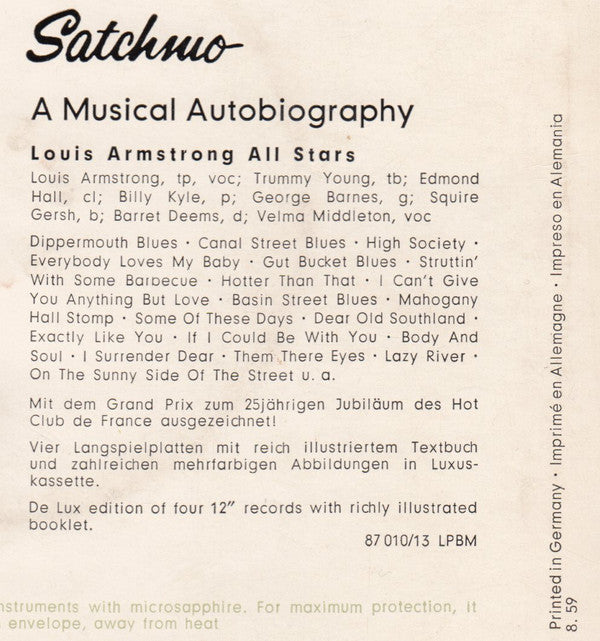 Satchmo
A Musical Autobiography
Louis Armstrong All Stars
Louis Armstrong, tp, voc; Trummy Young, tb; Edmond
Hall, cl; Billy Kyle, p; George Barnes, g; Squire
Gersh, b; Barret Deems, d; Velma Middleton, voc
Dippermouth Blues · Canal Street Blues · High Society ·
Everybody Loves My Baby · Gut Bucket Blues · Struttin'
With Some Barbecue · Hotter Than That · I Can't Give
You Anything But Love · Basin Street Blues · Mahogany
Hall Stomp · Some Of These Days · Dear Old Southland ·
Exactly Like You · If I Could Be With You · Body And
Soul · I Surrender Dear · Them There Eyes · Lazy River ·
On The Sunny Side Of The Street u. a.
Mit dem Grand Prix zum 25jährigen Jubiläum des Hot
Club de France ausgezeichnet!
Vier Langspielplatten mit reich illustriertem Textbuch
und zahlreichen mehrfarbigen Abbildungen in Luxus-
kassette.
De Lux edition of four 12″ records with richly illustrated
booklet.
87 010/13 LPBM
nstruments with microsapphire. For maximum protection, it
envelope, away from heat
Printed in Germany · Imprimé en Allemagne · Impreso en Alemania
8. 59